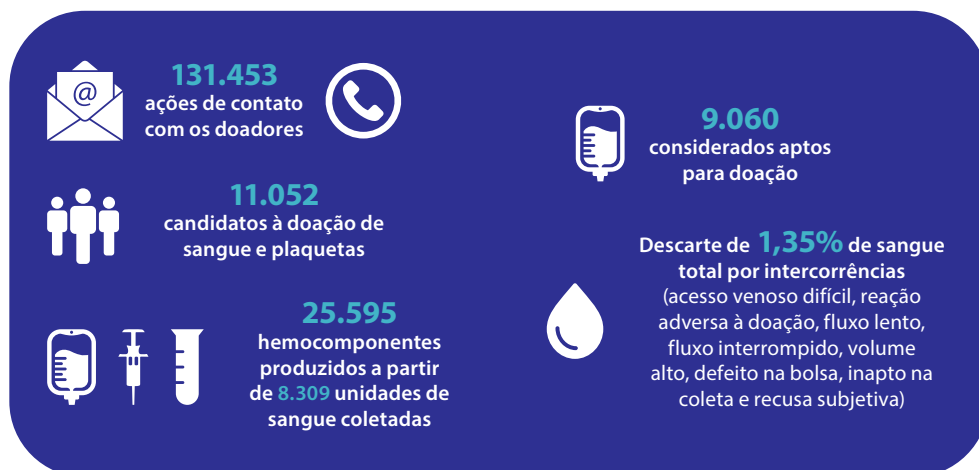 @
131.453
ações de contato
com os doadores
11.052
candidatos à doação de
sangue e plaquetas
25.595
hemocomponentes
produzidos a partir
de 8.309 unidades de
sangue coletadas
9.060
considerados aptos
para doação
Descarte de 1,35% de sangue
total por intercorrências
(acesso venoso difícil, reação
adversa à doação, fluxo lento,
fluxo interrompido, volume
alto, defeito na bolsa, inapto na
coleta e recusa subjetiva)